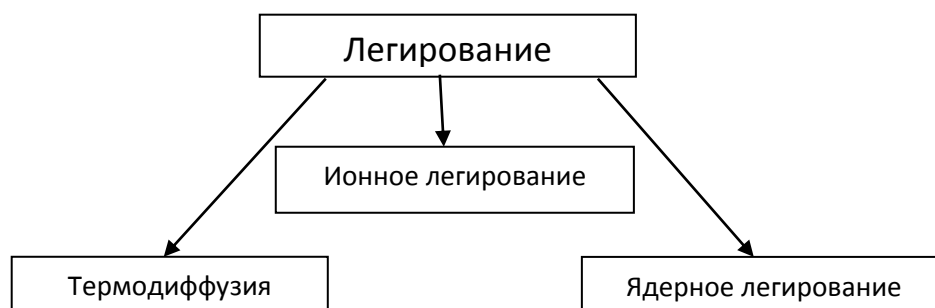 Легирование
Ионное легирование
Термодиффузия
Ядерное легирование